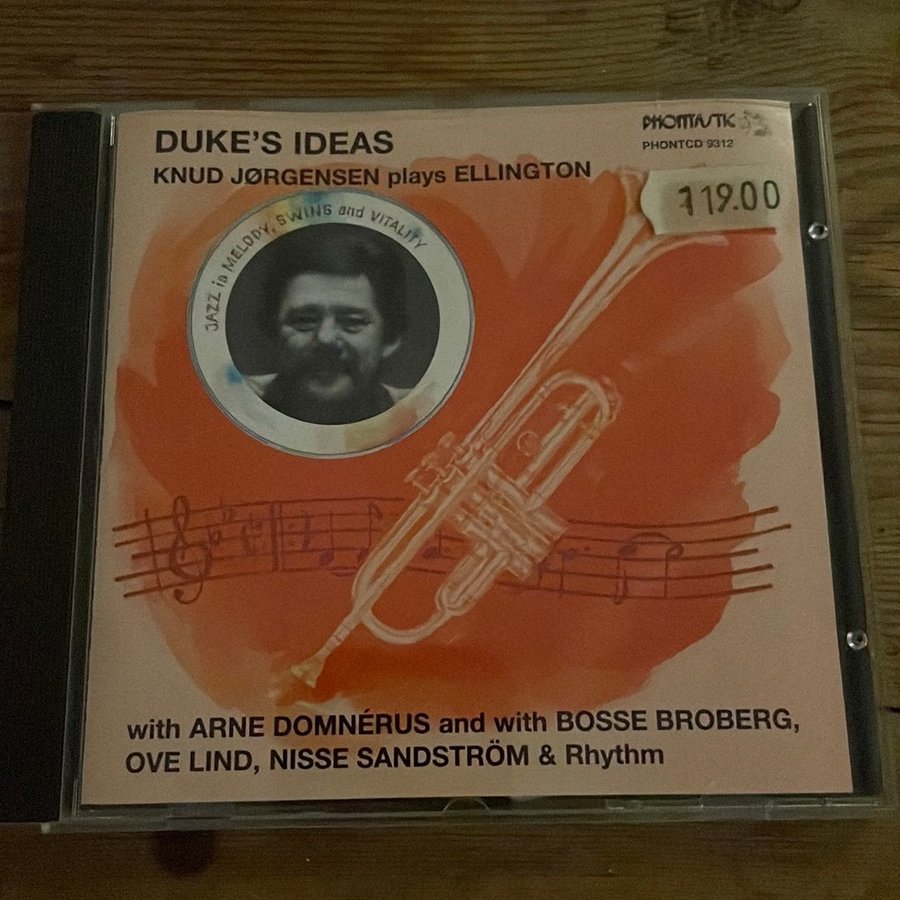 DUKE'S IDEAS
KNUD JØRGENSEN plays ELLINGTON
PHONTASTIC
PHONTCD 9312
119.00
JAZZ is MELODY, SWING and VITALITY
with ARNE DOMNÉRUS and with BOSSE BROBERG,
OVE LIND, NISSE SANDSTRÖM & Rhythm